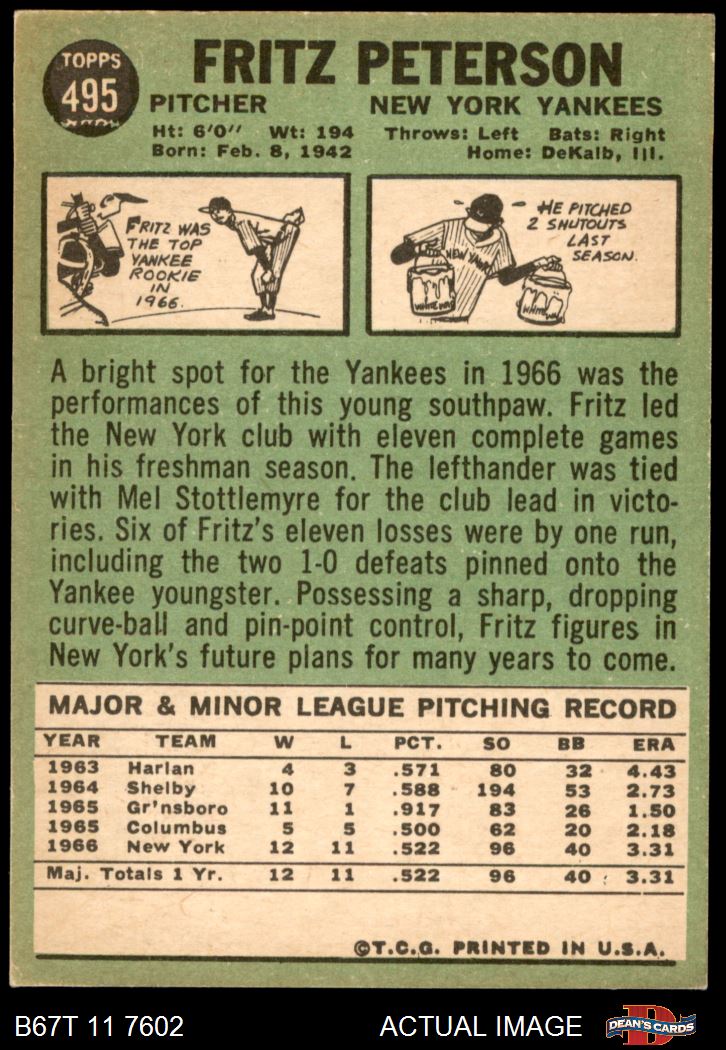 TOPPS
495
FRITZ PETERSON
PITCHER NEW YORK YANKEES
Ht: 6'0" Wt: 194 Throws: Left Bats: Right
Born: Feb. 8, 1942 Home: DeKalb, Ill.
FRITZ WAS
THE TOP
YANKEE
ROOKIE
IN
1966.
HE PITCHED
2 SHUTOUTS
LAST
SEASON.
NEW YORK
WHITEWASH
WHITEWASH
A bright spot for the Yankees in 1966 was the
performances of this young southpaw. Fritz led
the New York club with eleven complete games
in his freshman season. The lefthander was tied
with Mel Stottlemyre for the club lead in victo-
ries. Six of Fritz's eleven losses were by one run,
including the two 1-0 defeats pinned onto the
Yankee youngster. Possessing a sharp, dropping
curve-ball and pin-point control, Fritz figures in
New York's future plans for many years to come.
MAJOR & MINOR LEAGUE PITCHING RECORD
YEAR TEAM W L PCT. SO BB ERA
1963 Harlan 4 3 .571 80 32 4.43
1964 Shelby 10 7 .588 194 53 2.73
1965 Gr'nsboro 11 1 .917 83 26 1.50
1965 Columbus 5 5 .500 62 20 2.18
1966 New York 12 11 .522 96 40 3.31
Maj. Totals 1 Yr. 12 11 .522 96 40 3.31
©T.C.G. PRINTED IN U.S.A.
B67T 11 7602 ACTUAL IMAGE DEAN'S CARDS